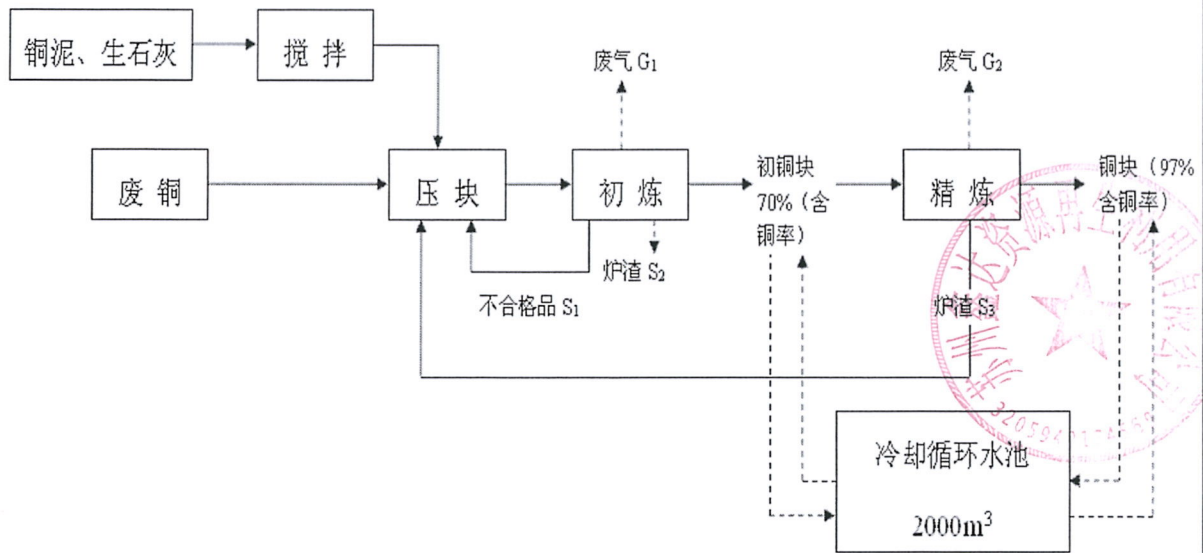 铜泥、生石灰
搅 拌
废气 G₁
废气 G₂
废 铜
压 块
初 炼
初铜块
70%（含
铜率）
精 炼
铜块（97%
含铜率）
炉渣 S₂
不合格品 S₁
炉渣 S₃
冷却循环水池
2000m³